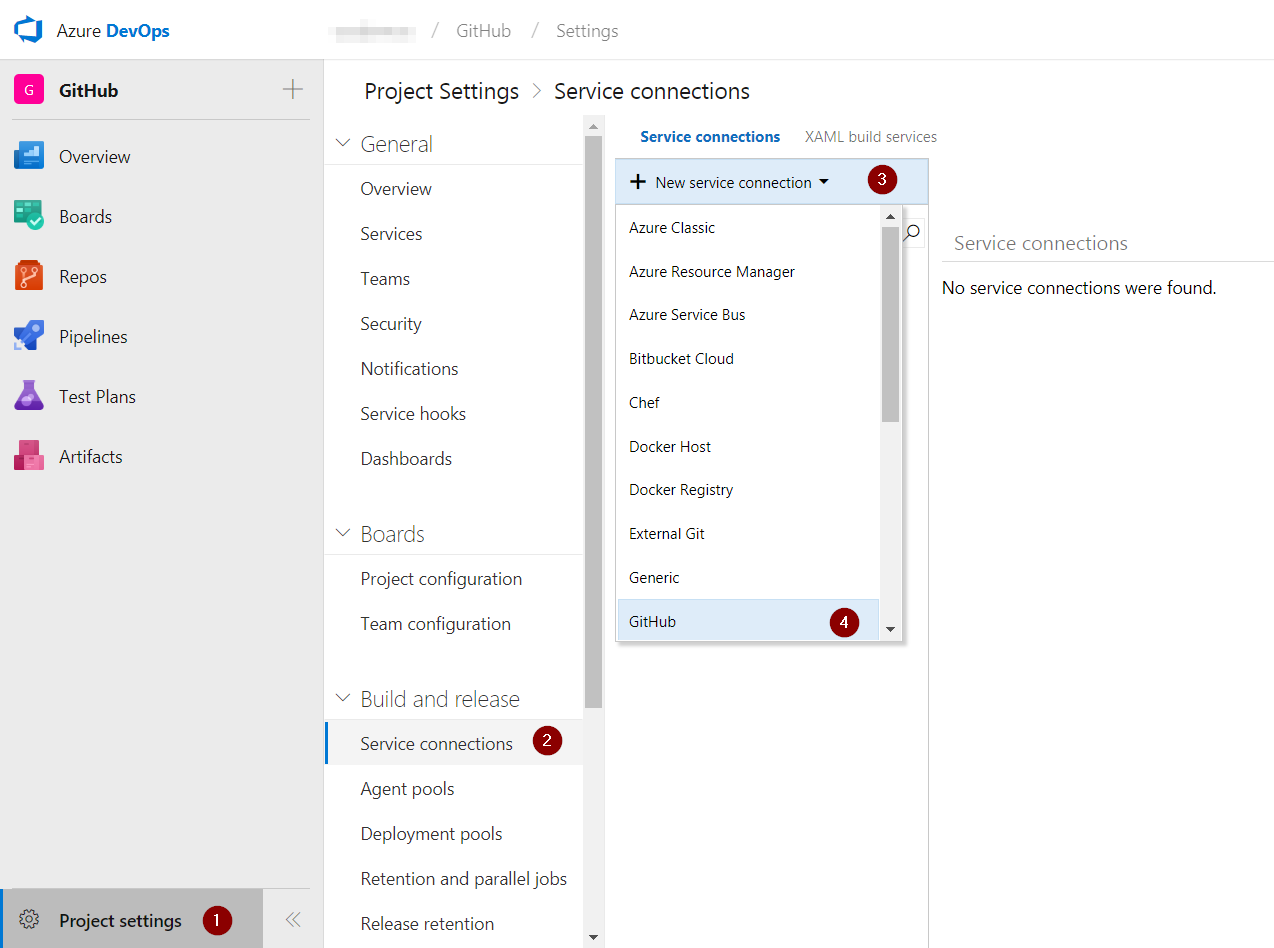 Azure DevOps
/ GitHub / Settings
G GitHub
Overview
Boards
Repos
Pipelines
Test Plans
Artifacts
Project settings 1
Project Settings > Service connections
General
Overview
Services
Teams
Security
Notifications
Service hooks
Dashboards
Boards
Project configuration
Team configuration
Build and release
Service connections 2
Agent pools
Deployment pools
Retention and parallel jobs
Release retention
Service connections XAML build services
+ New service connection 3
Azure Classic
Azure Resource Manager
Azure Service Bus
Bitbucket Cloud
Chef
Docker Host
Docker Registry
External Git
Generic
GitHub 4
Service connections
No service connections were found.